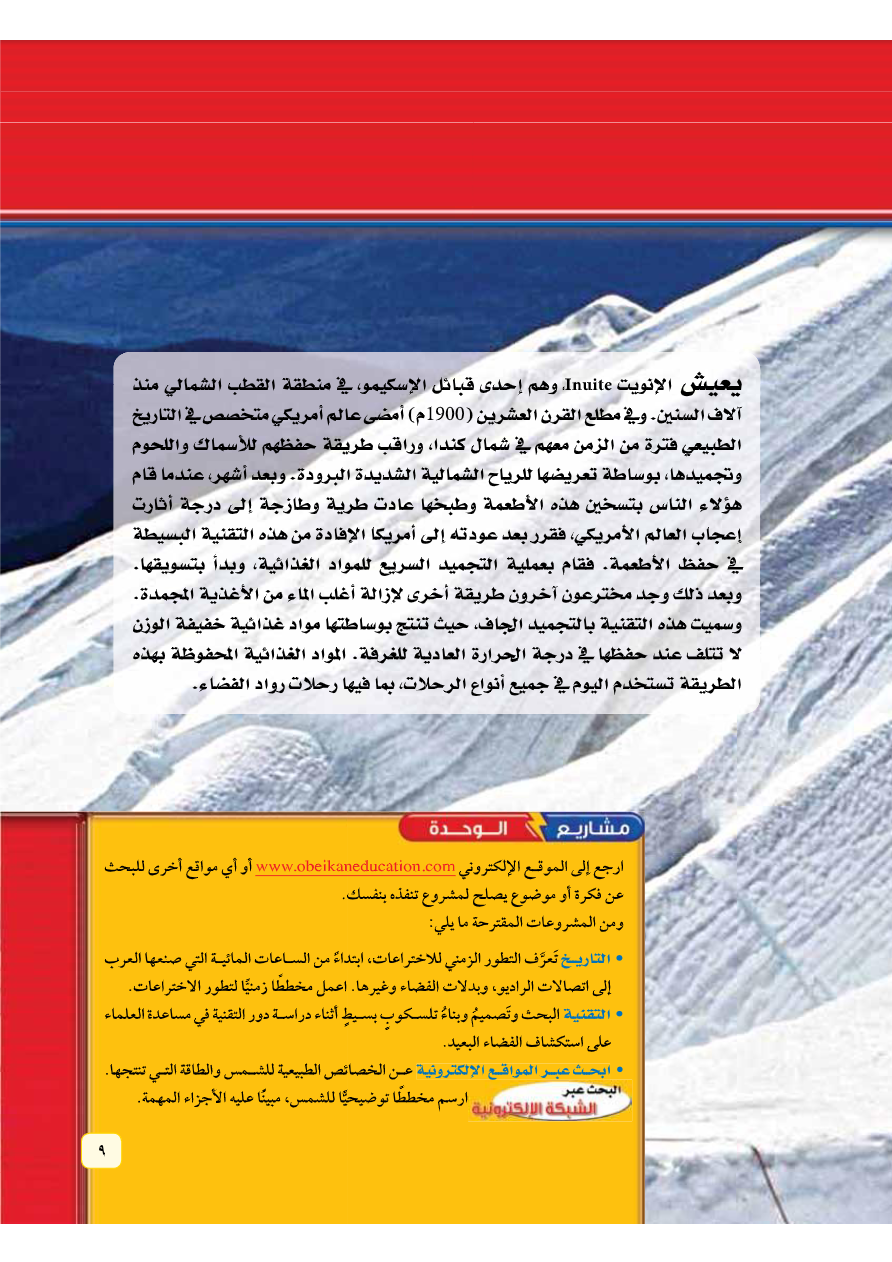 يعيش الإنويت Inuite، وهم إحدى قبائل الإسكيمو، في منطقة القطب الشمالي منذ
آلاف السنين. وفي مطلع القرن العشرين (1900م) أمضى عالم أمريكي متخصص في التاريخ
الطبيعي فترة من الزمن معهم في شمال كندا، وراقب طريقة حفظهم للأسماك واللحوم
وتجميدها، بوساطة تعريضها للرياح الشمالية الشديدة البرودة. وبعد أشهر، عندما قام
هؤلاء الناس بتسخين هذه الأطعمة وطبخها عادت طرية وطازجة إلى درجة أثارت
إعجاب العالم الأمريكي، فقرر بعد عودته إلى أمريكا الإفادة من هذه التقنية البسيطة
في حفظ الأطعمة. فقام بعملية التجميد السريع للمواد الغذائية، وبدأ بتسويقها.
وبعد ذلك وجد مخترعون آخرون طريقة أخرى لإزالة أغلب الماء من الأغذية المجمدة.
وسميت هذه التقنية بالتجميد الجاف، حيث تنتج بوساطتها مواد غذائية خفيفة الوزن
لا تتلف عند حفظها في درجة الحرارة العادية للغرفة. المواد الغذائية المحفوظة بهذه
الطريقة تستخدم اليوم في جميع أنواع الرحلات، بما فيها رحلات رواد الفضاء.
مشاريع الوحدة
ارجع إلى الموقع الإلكتروني www.obeikaneducation.com أو أي مواقع أخرى للبحث
عن فكرة أو موضوع يصلح لمشروع تنفذه بنفسك.
ومن المشروعات المقترحة ما يلي:
• التاريخ تَعرَّف التطور الزمني للاختراعات، ابتداءً من الساعات المائية التي صنعها العرب
إلى اتصالات الراديو، وبدلات الفضاء وغيرها. اعمل مخططًا زمنيًّا لتطور الاختراعات.
• التقنية البحث وتَصميمُ وبناءُ تلسكوبٍ بسيطٍ أثناء دراسة دور التقنية في مساعدة العلماء
على استكشاف الفضاء البعيد.
• ابحث عبر المواقع الإلكترونية عن الخصائص الطبيعية للشمس والطاقة التي تنتجها.
البحث عبر
الشبكة الإلكترونية
ارسم مخططًا توضيحيًّا للشمس، مبينًا عليه الأجزاء المهمة.
٩